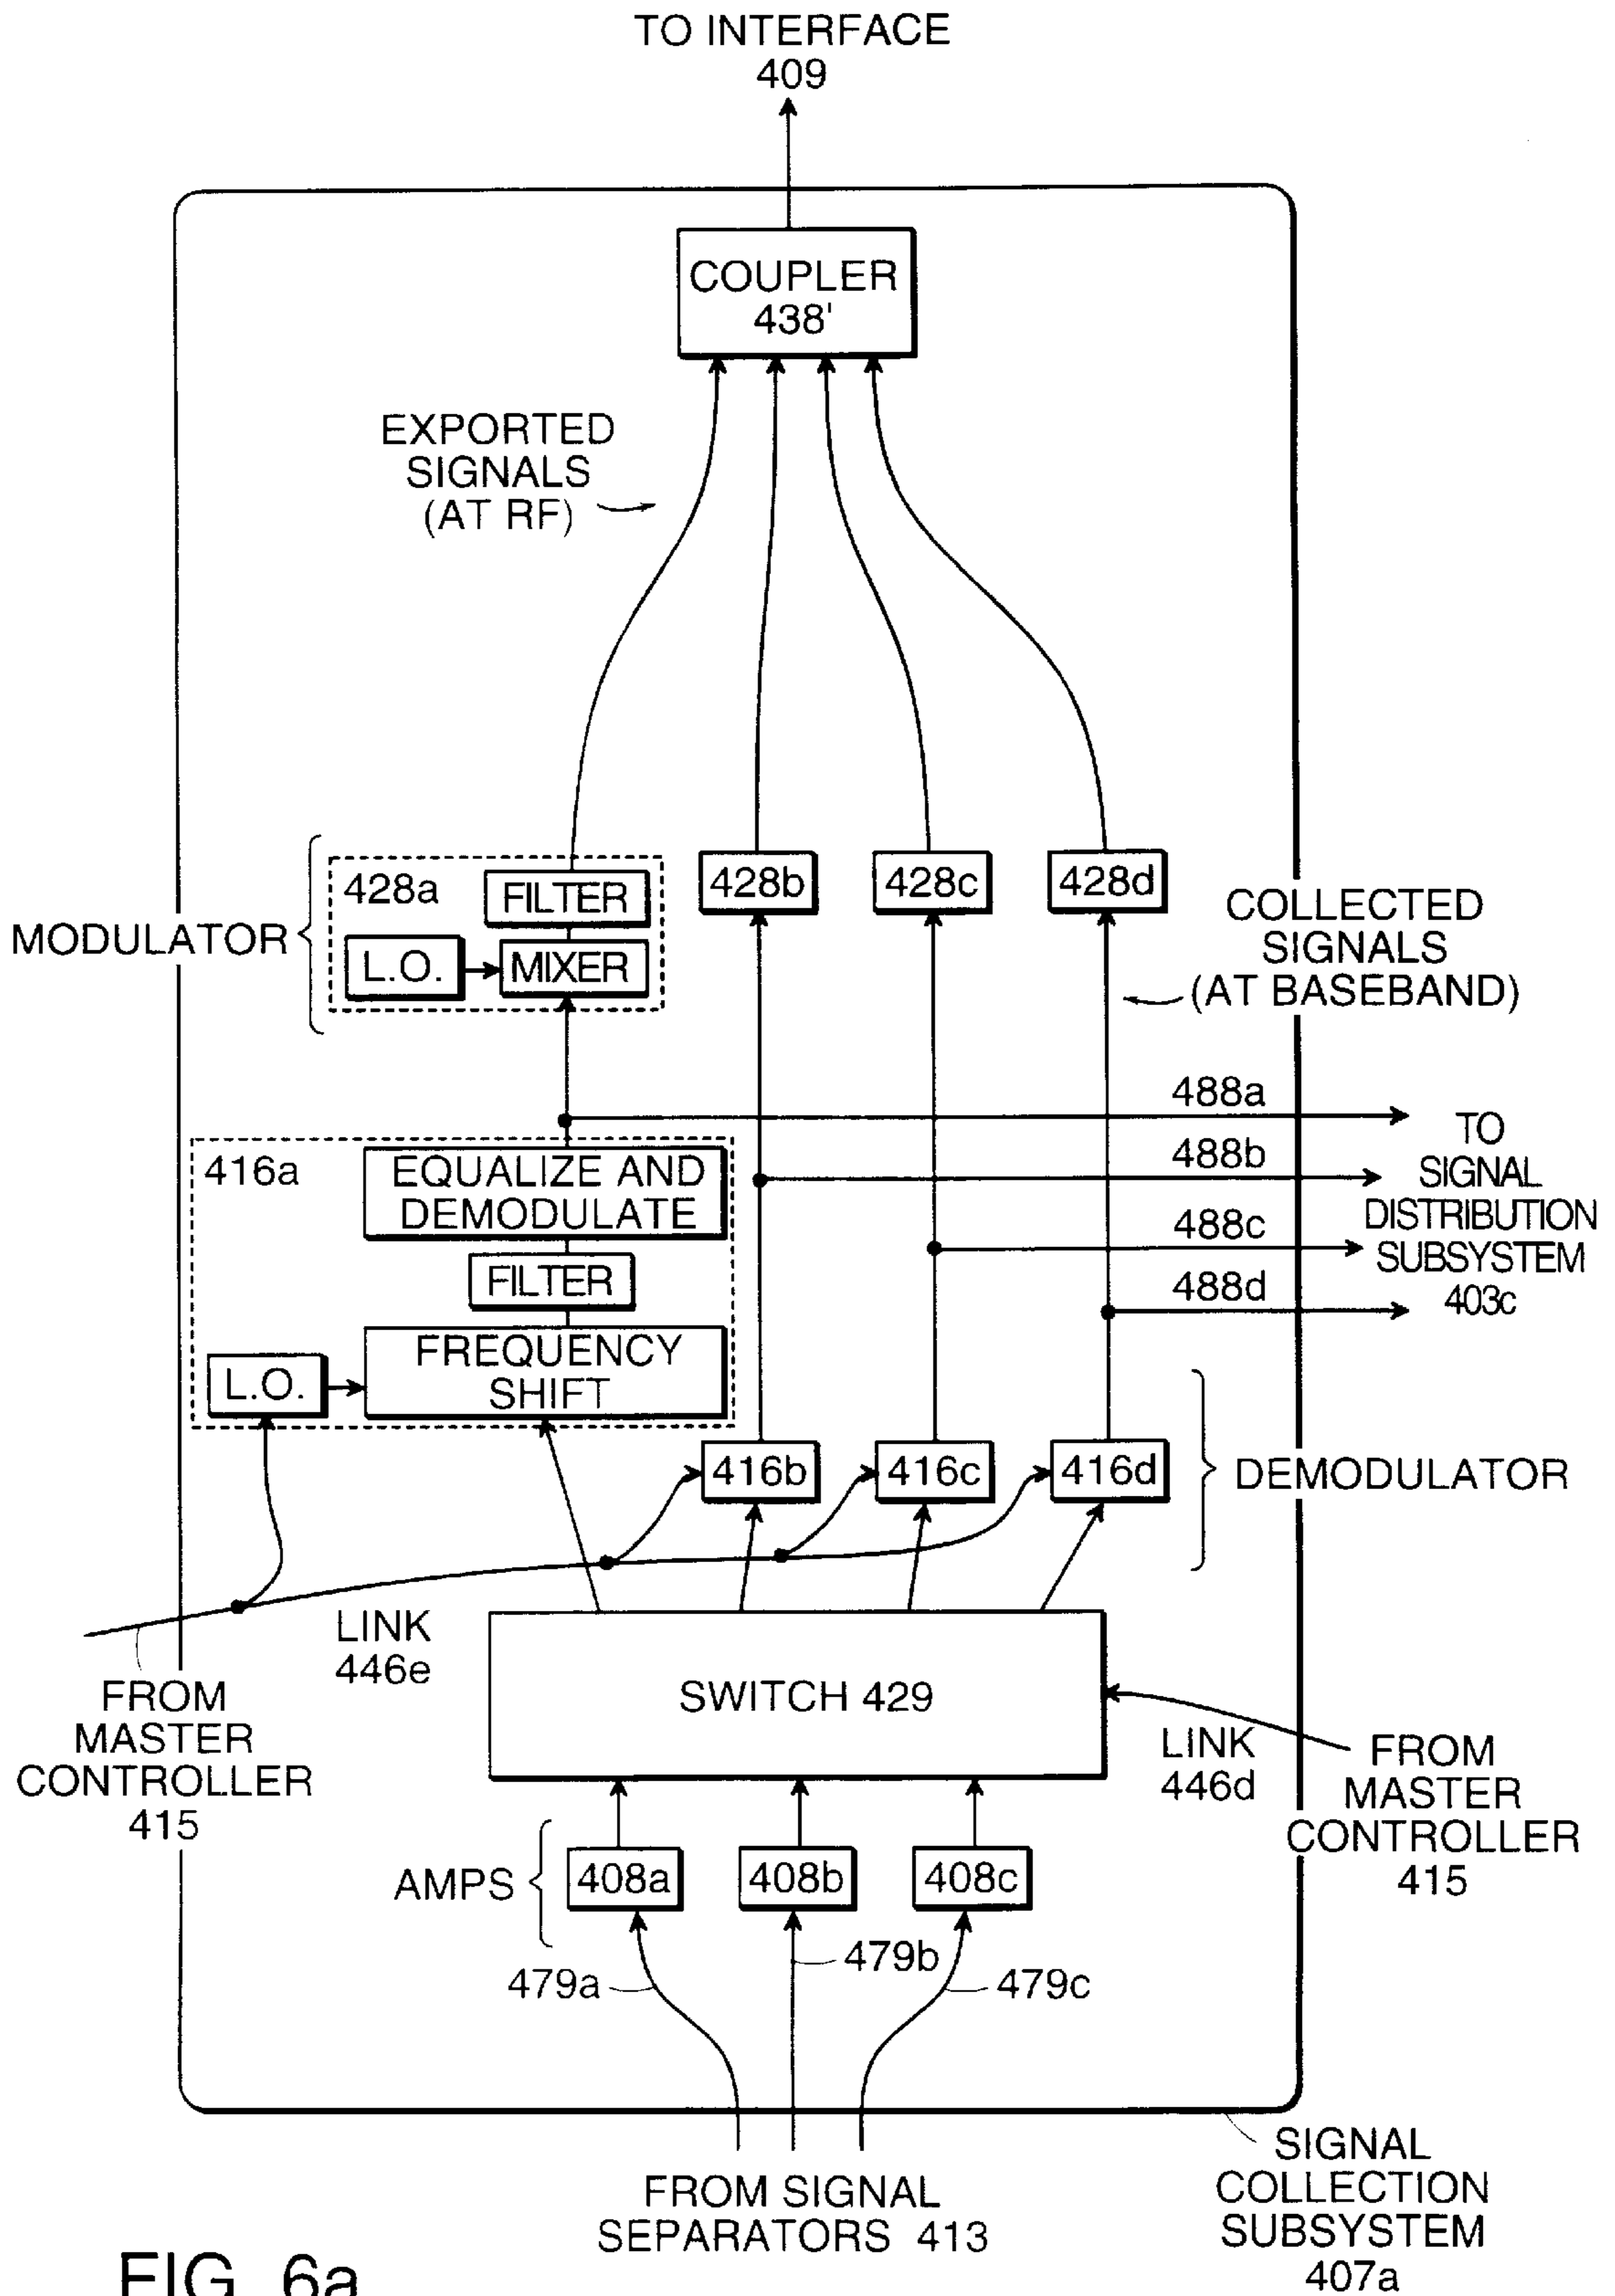 TO INTERFACE
409
COUPLER
438'
EXPORTED
SIGNALS
(AT RF)
428a
FILTER
L.O.
MIXER
MODULATOR
428b
428c
428d
COLLECTED
SIGNALS
(AT BASEBAND)
488a
488b
488c
488d
TO
SIGNAL
DISTRIBUTION
SUBSYSTEM
403c
416a
EQUALIZE AND
DEMODULATE
FILTER
FREQUENCY
SHIFT
L.O.
416b
416c
416d
DEMODULATOR
LINK
446e
FROM
MASTER
CONTROLLER
415
SWITCH 429
LINK
446d
FROM
MASTER
CONTROLLER
415
AMPS
408a
408b
408c
479a
479b
479c
FROM SIGNAL
SEPARATORS 413
SIGNAL
COLLECTION
SUBSYSTEM
407a
FIG. 6a